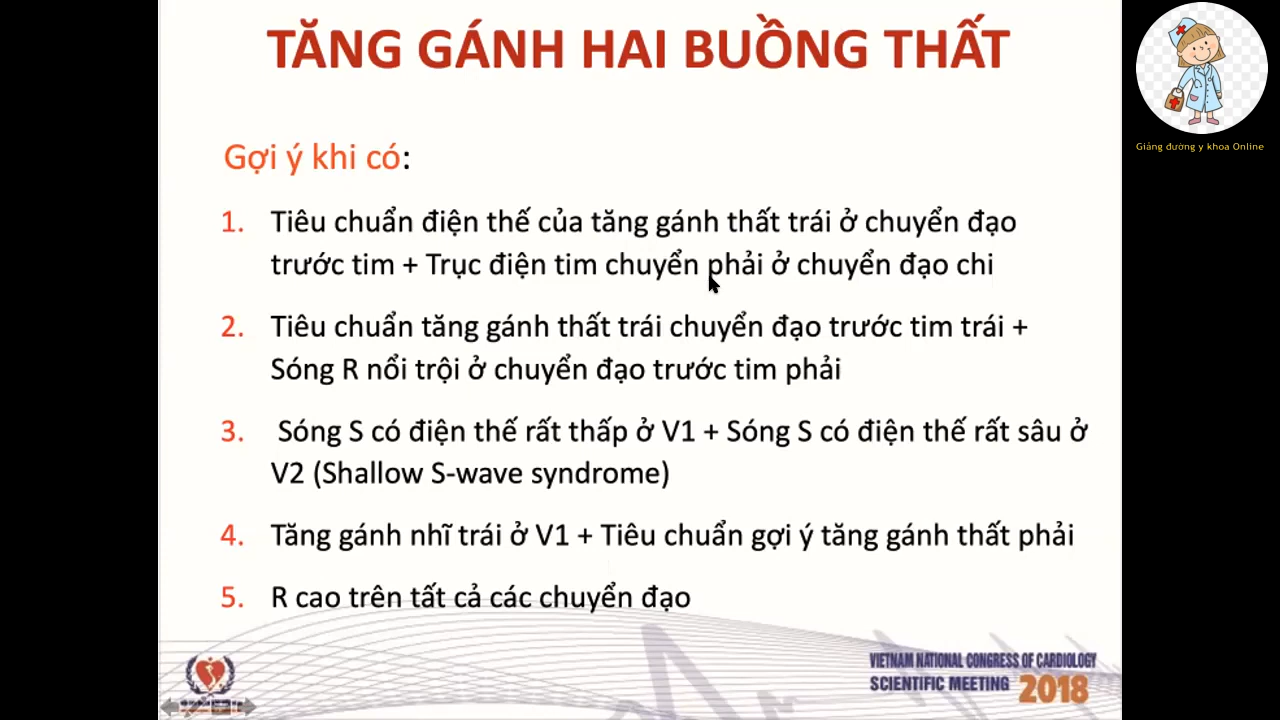 TĂNG GÁNH HAI BUỒNG THẤT
Giảng đường y khoa Online
Gợi ý khi có:
1. Tiêu chuẩn điện thế của tăng gánh thất trái ở chuyển đạo
trước tim + Trục điện tim chuyển phải ở chuyển đạo chi
2. Tiêu chuẩn tăng gánh thất trái chuyển đạo trước tim trái +
Sóng R nổi trội ở chuyển đạo trước tim phải
3. Sóng S có điện thế rất thấp ở V1 + Sóng S có điện thế rất sâu ở
V2 (Shallow S-wave syndrome)
4. Tăng gánh nhĩ trái ở V1 + Tiêu chuẩn gợi ý tăng gánh thất phải
5. R cao trên tất cả các chuyển đạo
VIETNAM NATIONAL CONGRESS OF CARDIOLOGY
SCIENTIFIC MEETING 2018